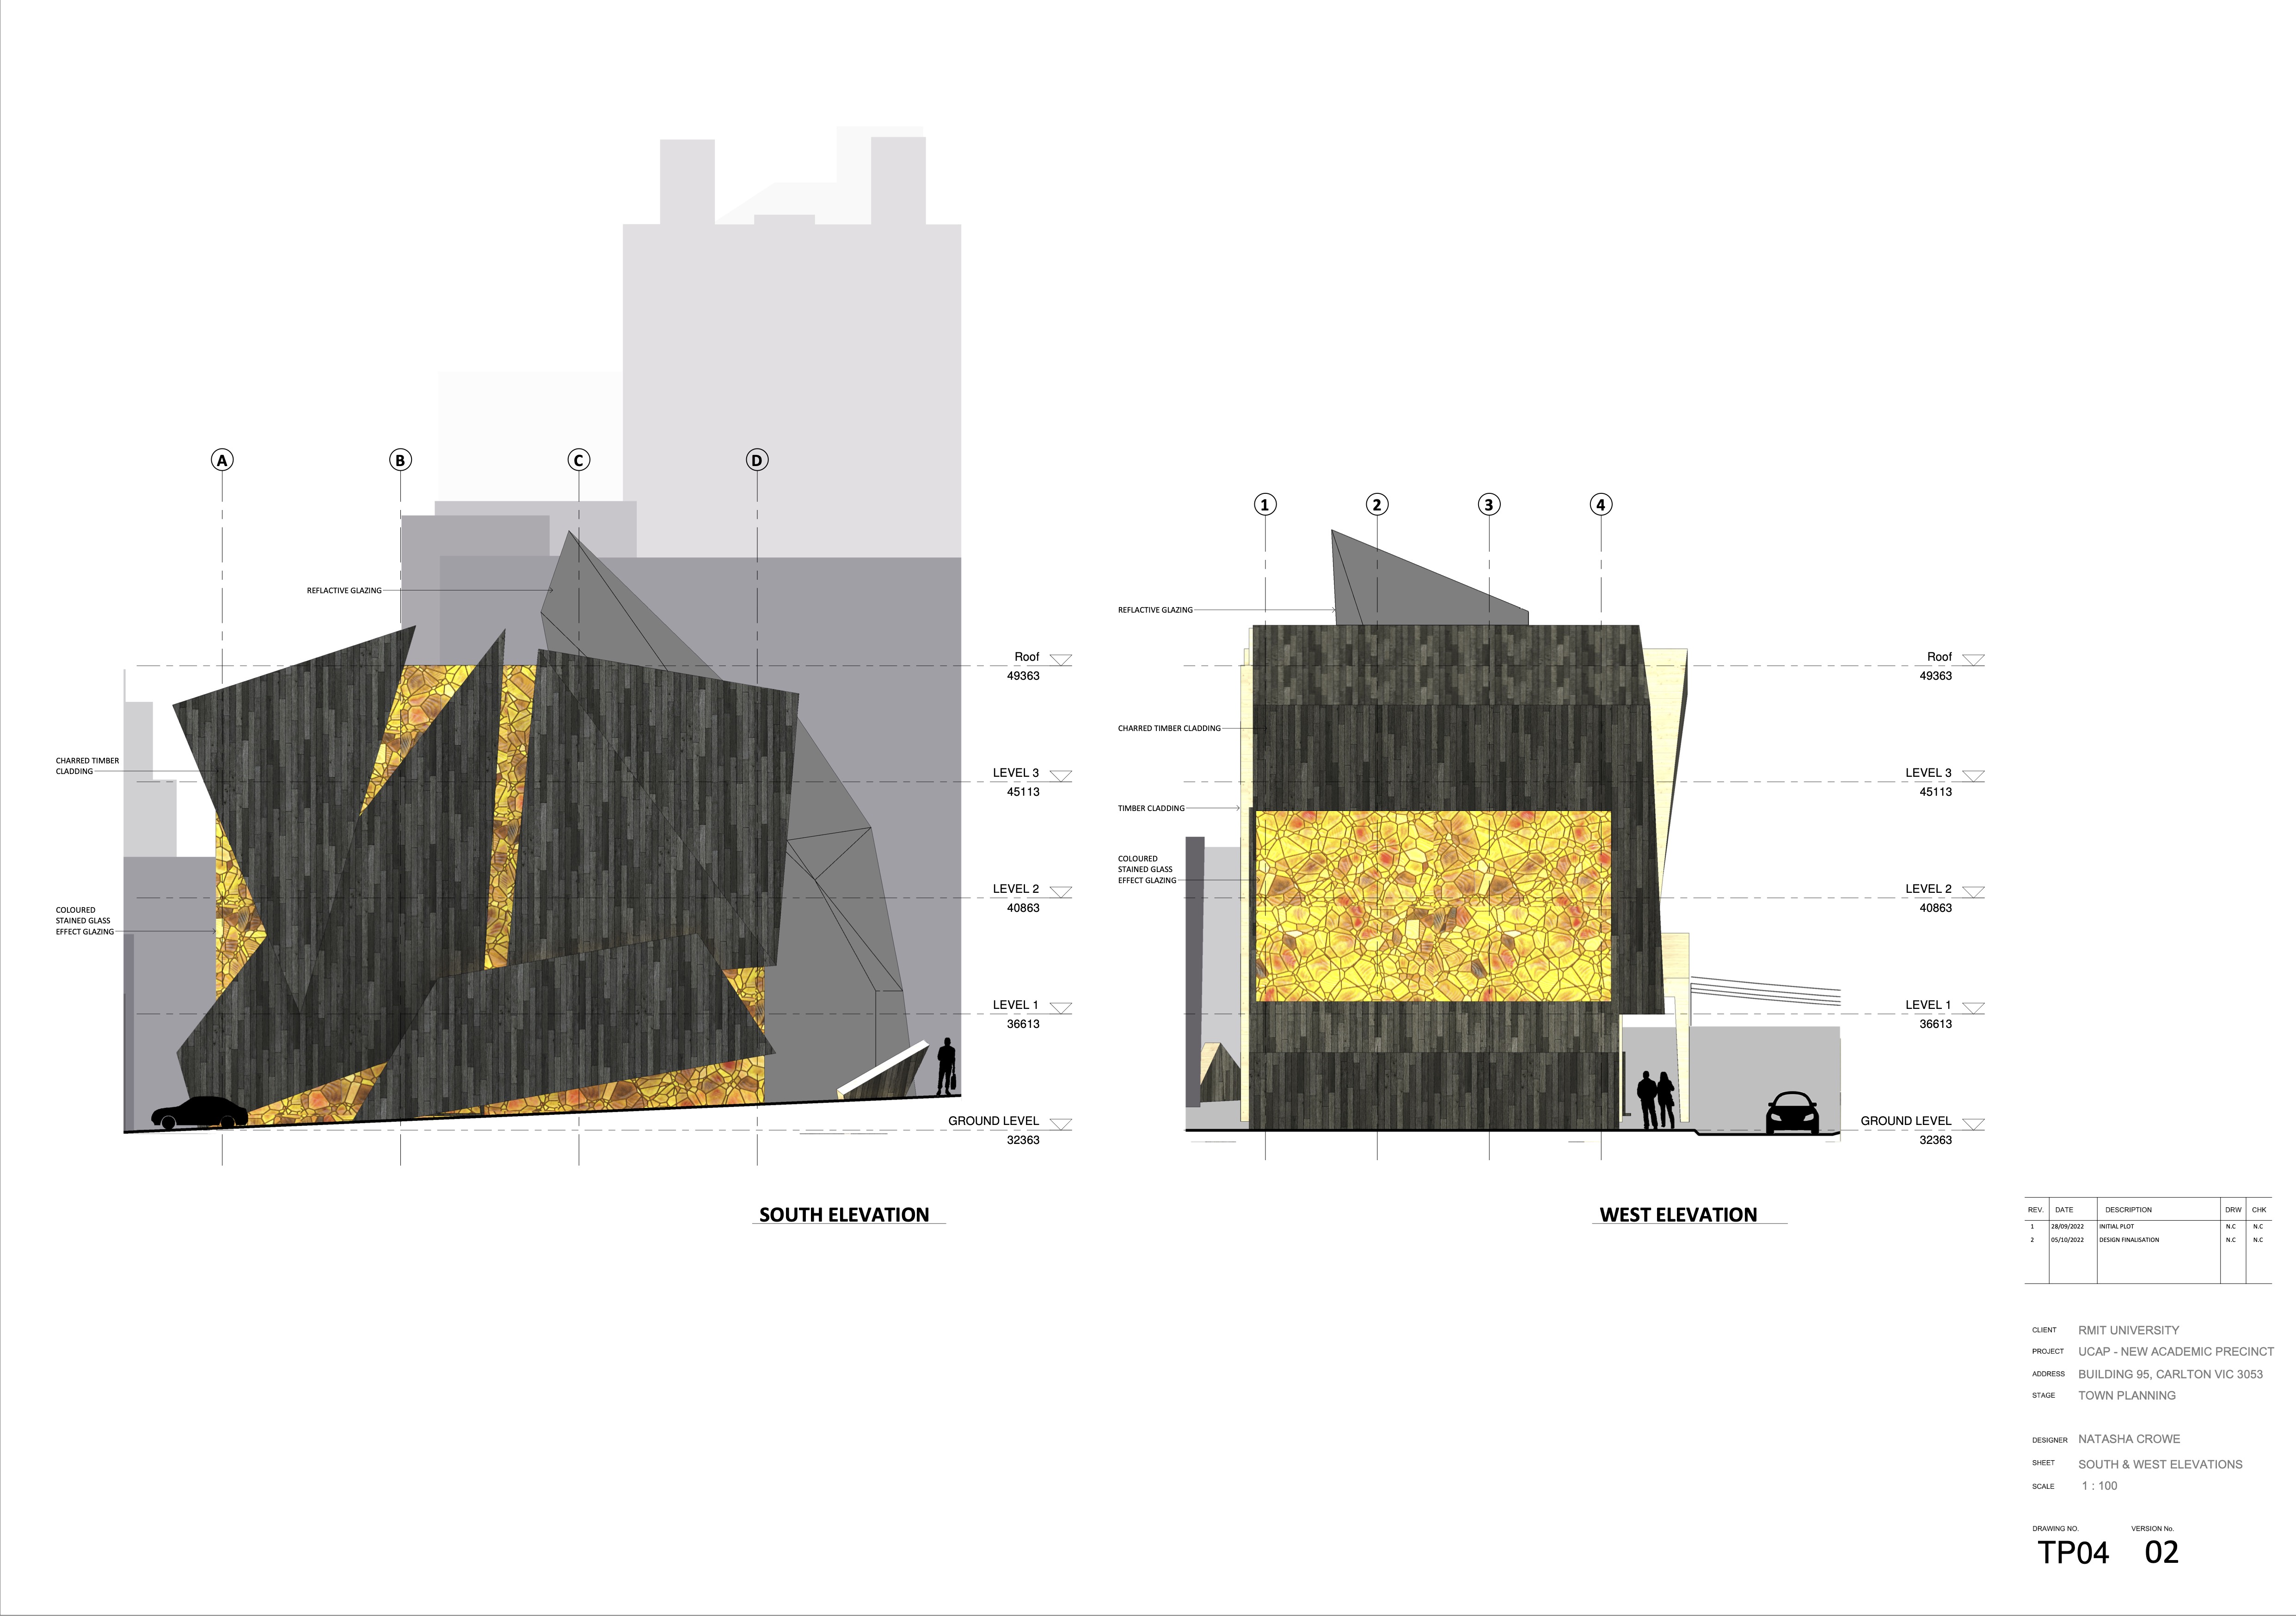 A
B
C
D
REFLACTIVE GLAZING
CHARRED TIMBER
CLADDING
COLOURED
STAINED GLASS
EFFECT GLAZING
Roof
49363
LEVEL 3
45113
LEVEL 2
40863
LEVEL 1
36613
GROUND LEVEL
32363
SOUTH ELEVATION
1
2
3
4
REFLACTIVE GLAZING
CHARRED TIMBER CLADDING
TIMBER CLADDING
COLOURED
STAINED GLASS
EFFECT GLAZING
Roof
49363
LEVEL 3
45113
LEVEL 2
40863
LEVEL 1
36613
GROUND LEVEL
32363
WEST ELEVATION
REV. DATE DESCRIPTION DRW CHK
1 28/09/2022 INITIAL PLOT N.C N.C
2 05/10/2022 DESIGN FINALISATION N.C N.C
CLIENT RMIT UNIVERSITY
PROJECT UCAP - NEW ACADEMIC PRECINCT
ADDRESS BUILDING 95, CARLTON VIC 3053
STAGE TOWN PLANNING
DESIGNER NATASHA CROWE
SHEET SOUTH & WEST ELEVATIONS
SCALE 1 : 100
DRAWING NO. VERSION No.
TP04 02